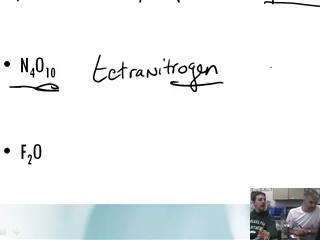 • N₄O₁₀ Tetranitrogen
• F₂O